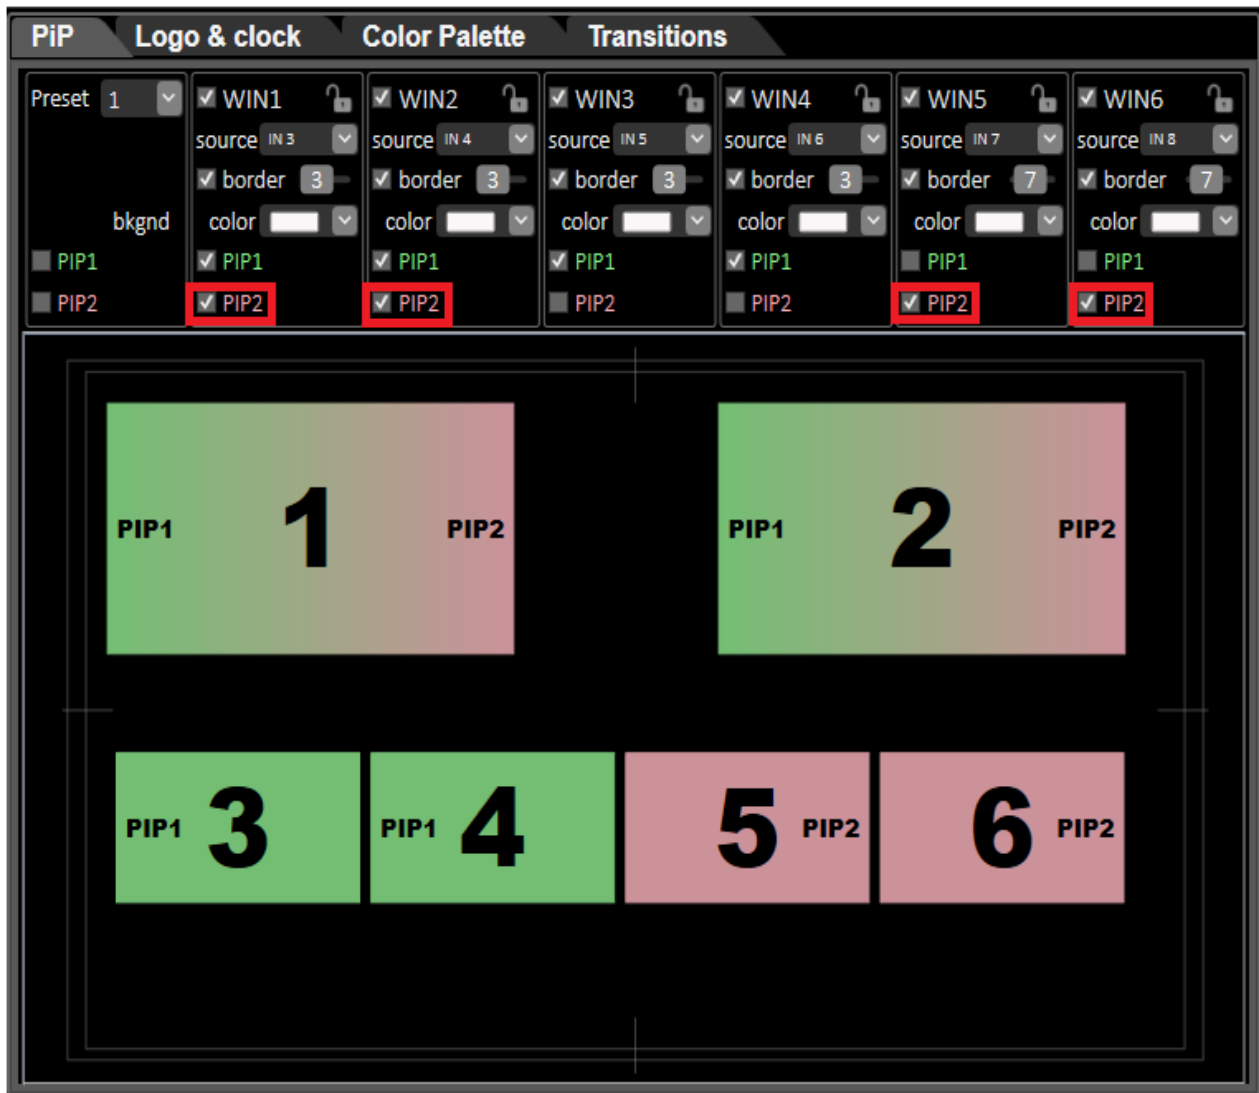 PiP Logo & clock Color Palette Transitions
Preset 1 WIN1 WIN2 WIN3 WIN4 WIN5 WIN6
source IN 3 source IN 4 source IN 5 source IN 6 source IN 7 source IN 8
border 3 border 3 border 3 border 3 border 7 border 7
bkgnd color color color color color color
PIP1 PIP1 PIP1 PIP1 PIP1 PIP1 PIP1
PIP2 PIP2 PIP2 PIP2 PIP2 PIP2 PIP2
PIP1 1 PIP2 PIP1 2 PIP2
PIP1 3 PIP1 4 5 PIP2 6 PIP2